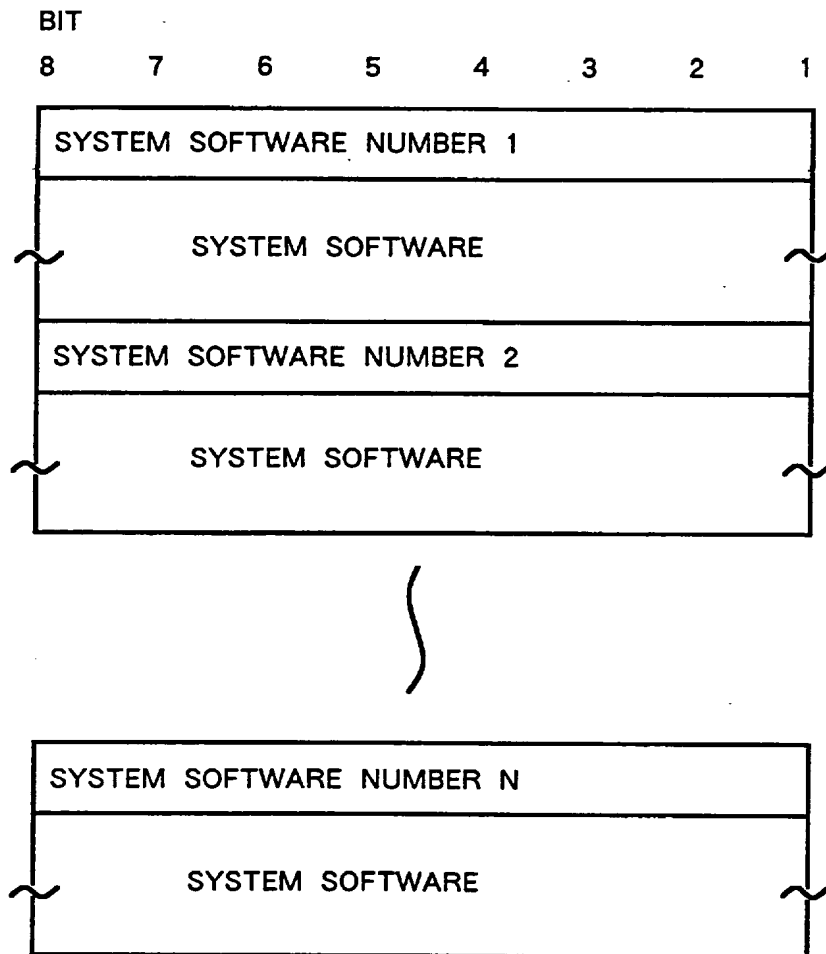 BIT
8 7 6 5 4 3 2 1
SYSTEM SOFTWARE NUMBER 1
SYSTEM SOFTWARE
SYSTEM SOFTWARE NUMBER 2
SYSTEM SOFTWARE
SYSTEM SOFTWARE NUMBER N
SYSTEM SOFTWARE